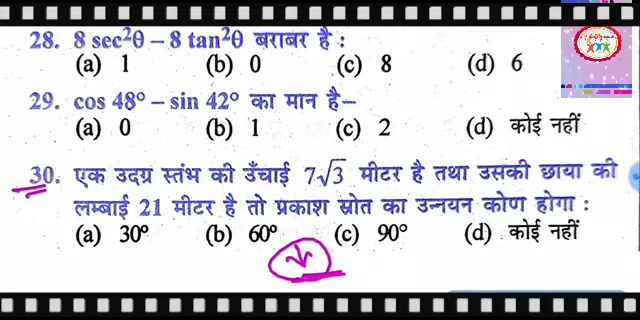 28. 8 sec²θ – 8 tan²θ बराबर है :
(a) 1 (b) 0 (c) 8 (d) 6
29. cos 48° – sin 42° का मान है–
(a) 0 (b) 1 (c) 2 (d) कोई नहीं
30. एक उदग्र स्तंभ की उँचाई 7√3 मीटर है तथा उसकी छाया की
लम्बाई 21 मीटर है तो प्रकाश स्रोत का उन्नयन कोण होगा :
(a) 30° (b) 60° (c) 90° (d) कोई नहीं